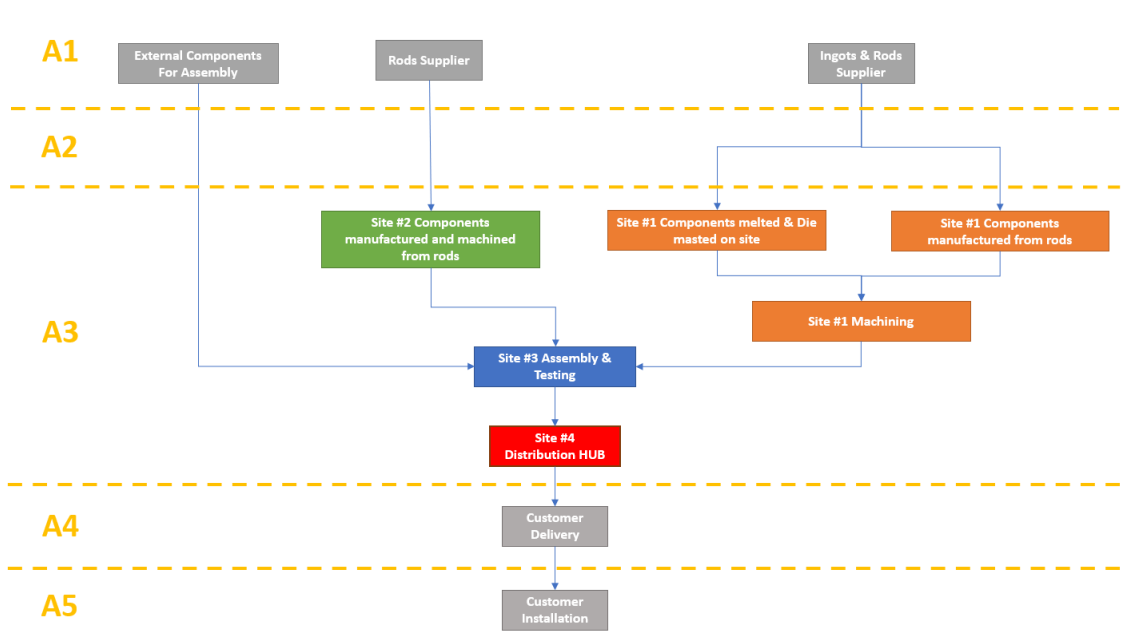 A1
External Components
For Assembly
Rods Supplier
Ingots & Rods
Supplier
A2
Site #2 Components
manufactured and machined
from rods
Site #1 Components melted & Die
masted on site
Site #1 Components
manufactured from rods
A3
Site #1 Machining
Site #3 Assembly &
Testing
Site #4
Distribution HUB
A4
Customer
Delivery
A5
Customer
Installation